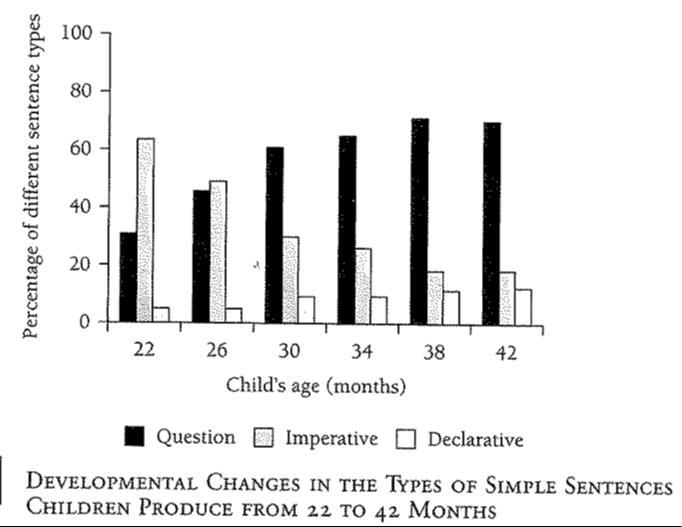 Percentage of different sentence types
100
80
60
40
20
0
22 26 30 34 38 42
Child's age (months)
Question Imperative Declarative
DEVELOPMENTAL CHANGES IN THE TYPES OF SIMPLE SENTENCES
CHILDREN PRODUCE FROM 22 TO 42 MONTHS